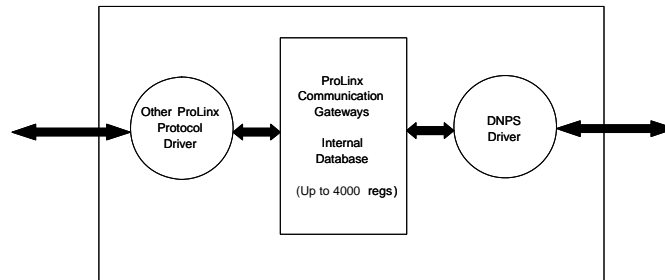 Other ProLinx
Protocol
Driver
ProLinx
Communication
Gateways
Internal
Database
(Up to 4000 regs)
DNPS
Driver